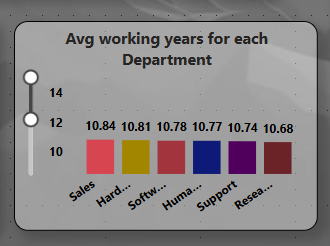 Avg working years for each
Department
14
12
10
10.84 10.81 10.78 10.77 10.74 10.68
Sales Hard... Softw... Huma... Support Resea...